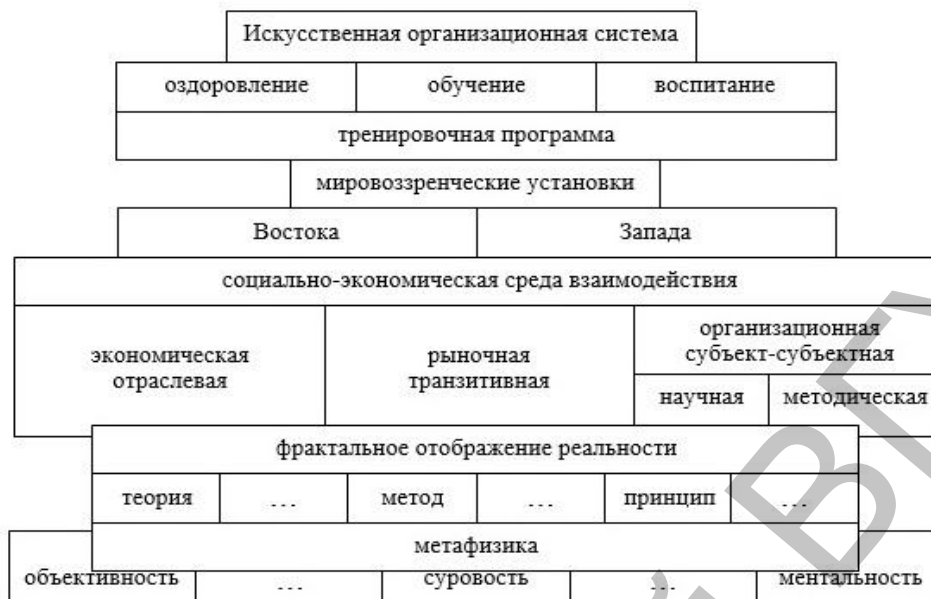 Искусственная организационная система
оздоровление обучение воспитание
тренировочная программа
мировоззренческие установки
Востока Запада
социально-экономическая среда взаимодействия
экономическая отраслевая
рыночная транзитивная
организационная субъект-субъектная
научная методическая
фрактальное отображение реальности
теория ... метод ... принцип ...
метафизика
объективность ... суровость ... ментальность